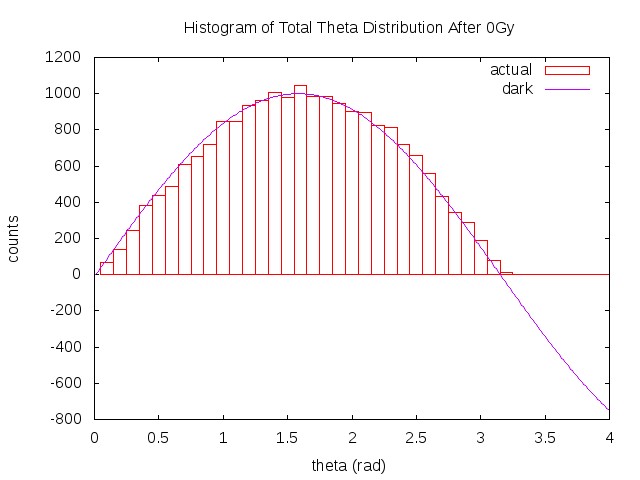 Histogram of Total Theta Distribution After 0Gy
1200
1000
800
600
400
200
0
-200
-400
-600
-800
counts
actual
dark
0 0.5 1 1.5 2 2.5 3 3.5 4
theta (rad)